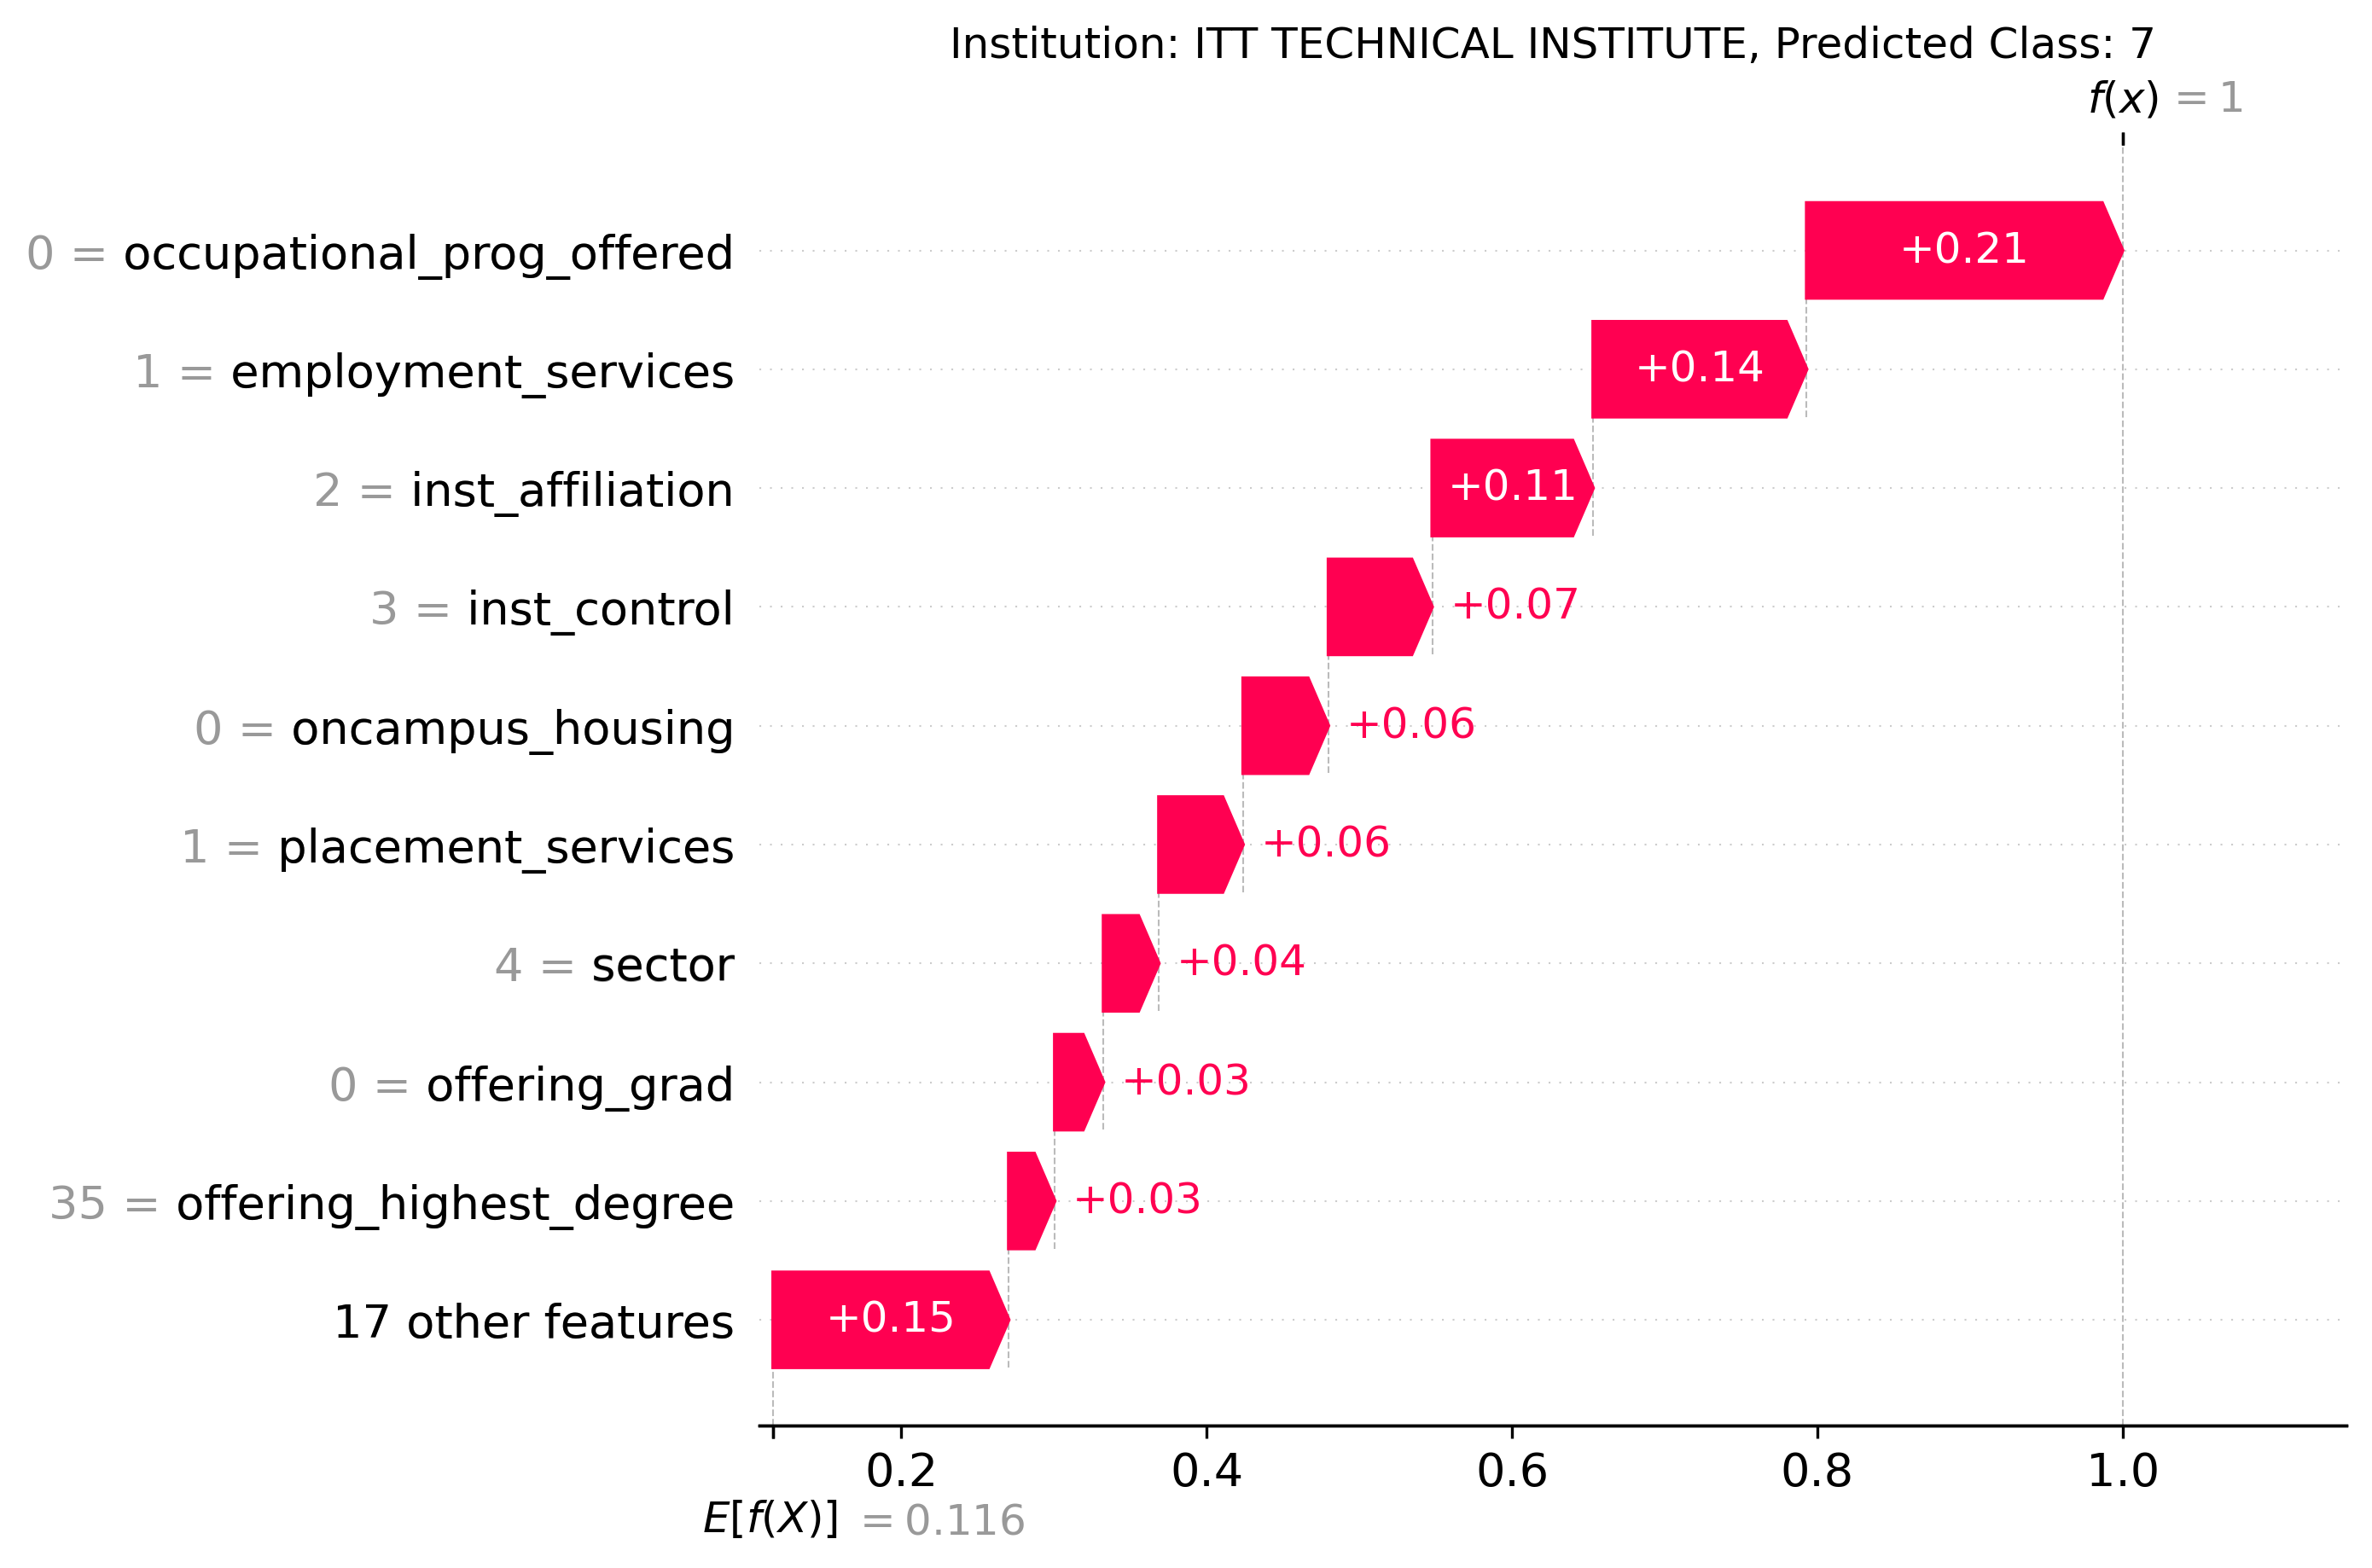 Institution: ITT TECHNICAL INSTITUTE, Predicted Class: 7
f(x) = 1
0 = occupational_prog_offered +0.21
1 = employment_services +0.14
2 = inst_affiliation +0.11
3 = inst_control +0.07
0 = oncampus_housing +0.06
1 = placement_services +0.06
4 = sector +0.04
0 = offering_grad +0.03
35 = offering_highest_degree +0.03
17 other features +0.15
0.2 0.4 0.6 0.8 1.0
E[f(X)] = 0.116